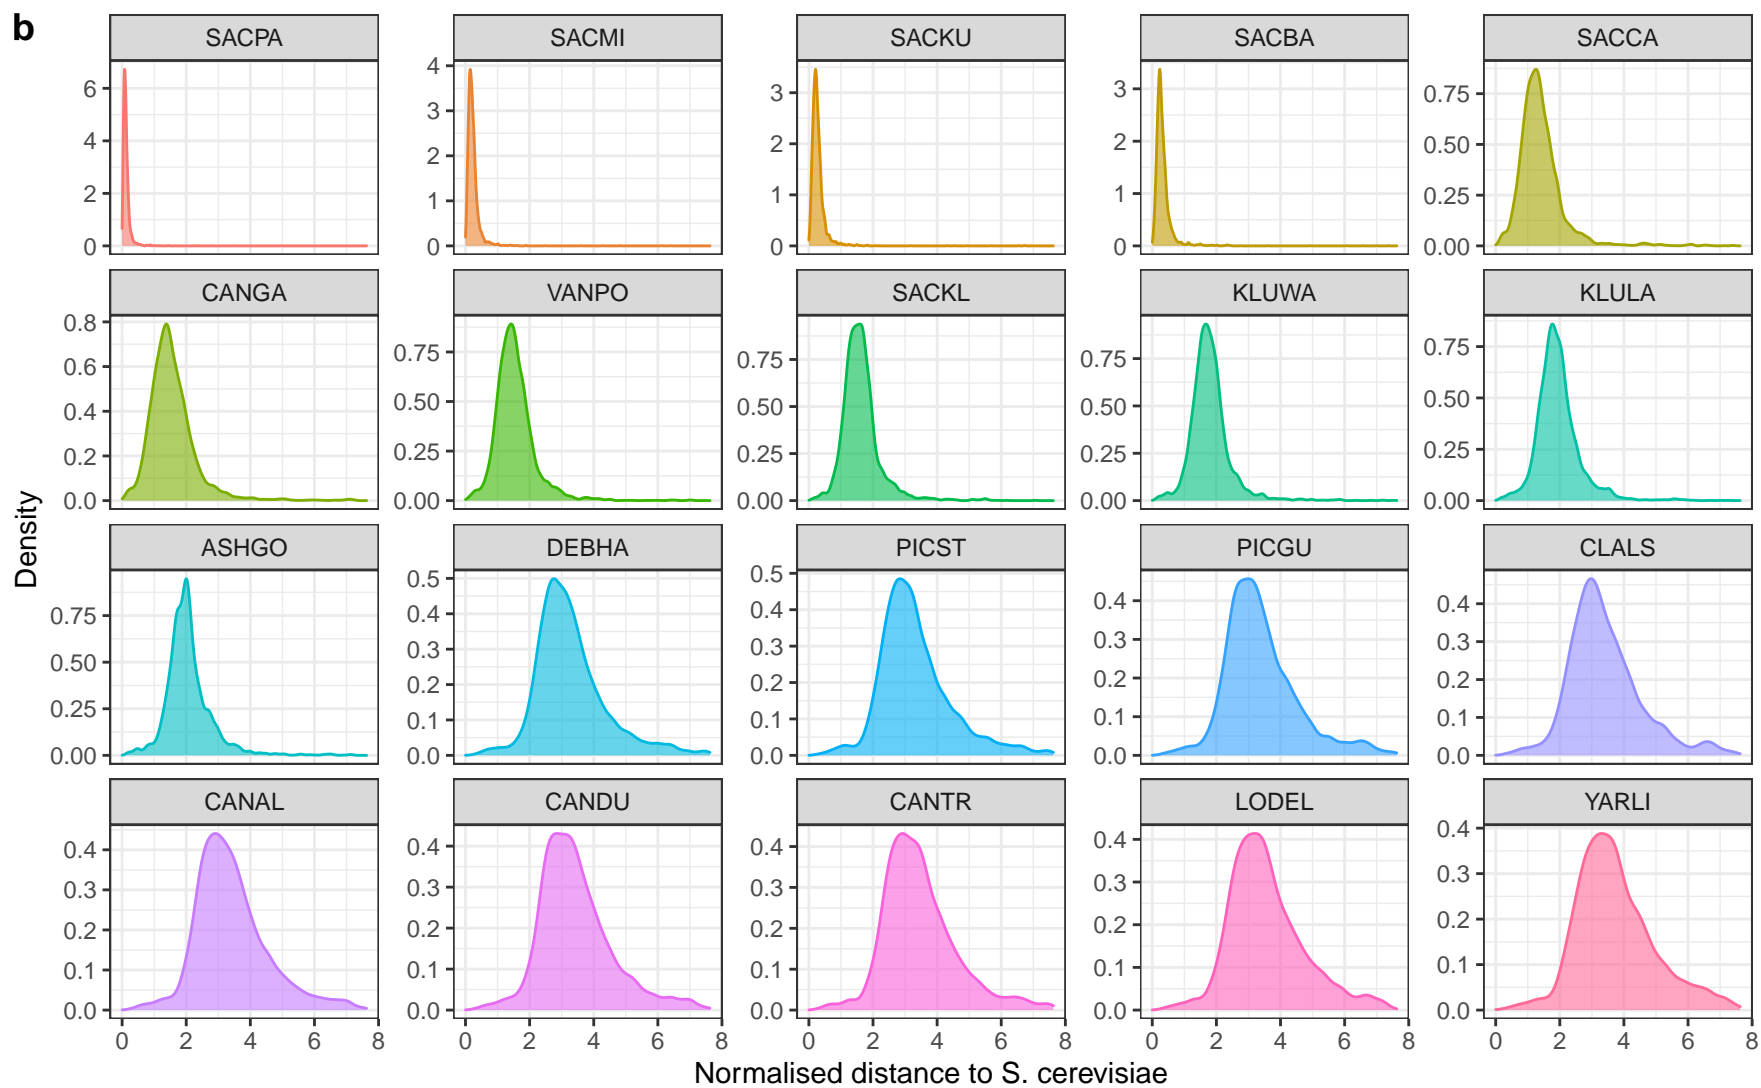 b
SACPA SACMI SACKU SACBA SACCA
6 4 2 0
4 3 2 1 0
3 2 1 0
3 2 1 0
0.75 0.50 0.25 0.00
CANGA VANPO SACKL KLUWA KLULA
0.8 0.6 0.4 0.2 0.0
0.75 0.50 0.25 0.00
0.75 0.50 0.25 0.00
0.75 0.50 0.25 0.00
0.75 0.50 0.25 0.00
Density
ASHGO DEBHA PICST PICGU CLALS
0.75 0.50 0.25 0.00
0.5 0.4 0.3 0.2 0.1 0.0
0.5 0.4 0.3 0.2 0.1 0.0
0.4 0.3 0.2 0.1 0.0
0.4 0.3 0.2 0.1 0.0
CANAL CANDU CANTR LODEL YARLI
0.4 0.3 0.2 0.1 0.0
0.4 0.3 0.2 0.1 0.0
0.4 0.3 0.2 0.1 0.0
0.4 0.3 0.2 0.1 0.0
0.4 0.3 0.2 0.1 0.0
0 2 4 6 8 0 2 4 6 8 0 2 4 6 8 0 2 4 6 8 0 2 4 6 8
Normalised distance to S. cerevisiae